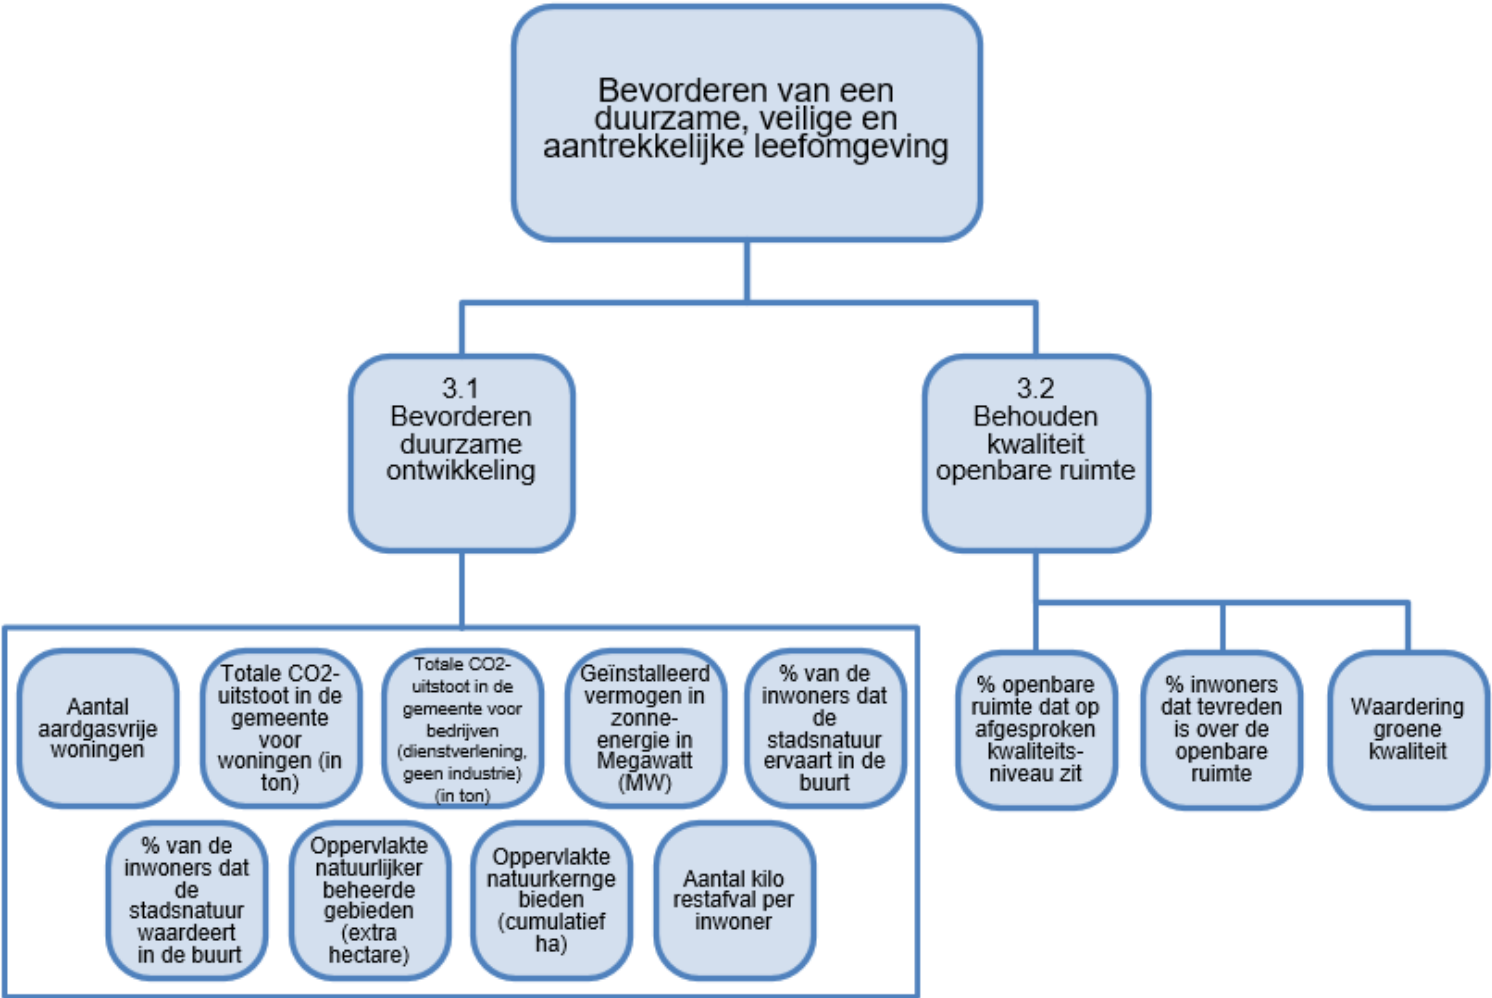 Bevorderen van een
duurzame, veilige en
aantrekkelijke leefomgeving
3.1
Bevorderen
duurzame
ontwikkeling
3.2
Behouden
kwaliteit
openbare ruimte
Aantal
aardgasvrije
woningen
Totale CO2-
uitstoot in de
gemeente
voor
woningen (in
ton)
Totale CO2-
uitstoot in de
gemeente voor
bedrijven
(dienstverlening,
geen industrie)
(in ton)
Geïnstalleerd
vermogen in
zonne-
energie in
Megawatt
(MW)
% van de
inwoners dat
de
stadsnatuur
ervaart in de
buurt
% openbare
ruimte dat op
afgesproken
kwaliteits-
niveau zit
% inwoners
dat tevreden
is over de
openbare
ruimte
Waardering
groene
kwaliteit
% van de
inwoners dat
de
stadsnatuur
waardeert
in de buurt
Oppervlakte
natuurlijker
beheerde
gebieden
(extra
hectare)
Oppervlakte
natuurkernge
bieden
(cumulatief
ha)
Aantal kilo
restafval per
inwoner